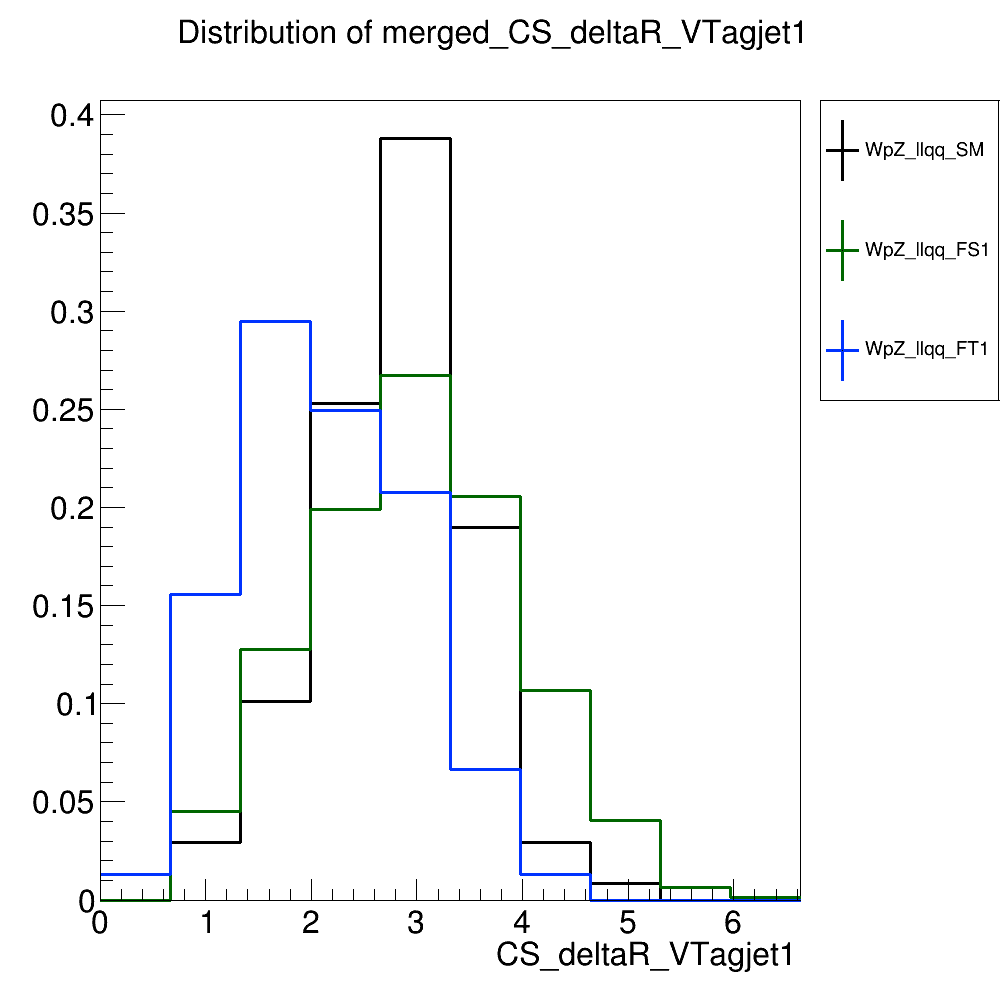 Distribution of merged_CS_deltaR_VTagjet1
0.4
0.35
0.3
0.25
0.2
0.15
0.1
0.05
0
0 1 2 3 4 5 6
CS_deltaR_VTagjet1
WpZ_llqq_SM
WpZ_llqq_FS1
WpZ_llqq_FT1